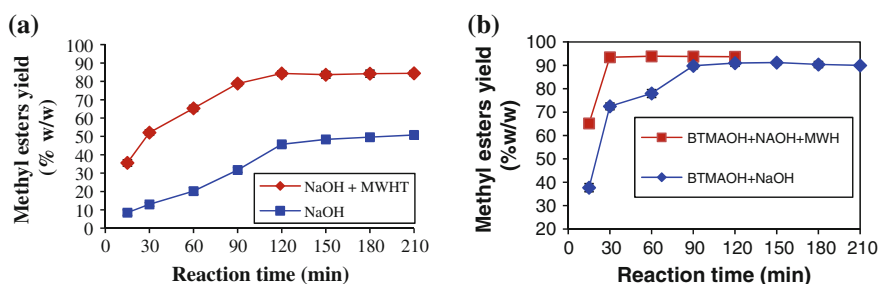 (a)
Methyl esters yield
(% w/w)
100
90
80
70
60
50
40
30
20
10
0
NaOH + MWHT
NaOH
0 30 60 90 120 150 180 210
Reaction time (min)
(b)
Methyl esters yield
(%w/w)
100
90
80
70
60
50
40
30
20
BTMAOH+NAOH+MWH
BTMAOH+NaOH
0 30 60 90 120 150 180 210
Reaction time (min)